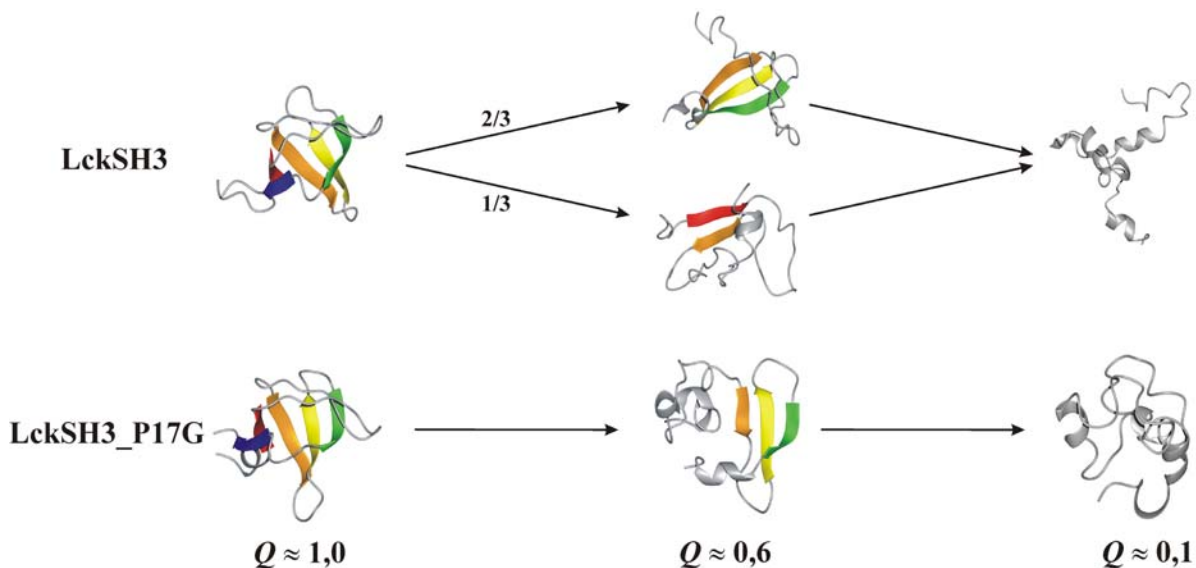 2/3
LckSH3
1/3
LckSH3_P17G
Q ≈ 1,0 Q ≈ 0,6 Q ≈ 0,1